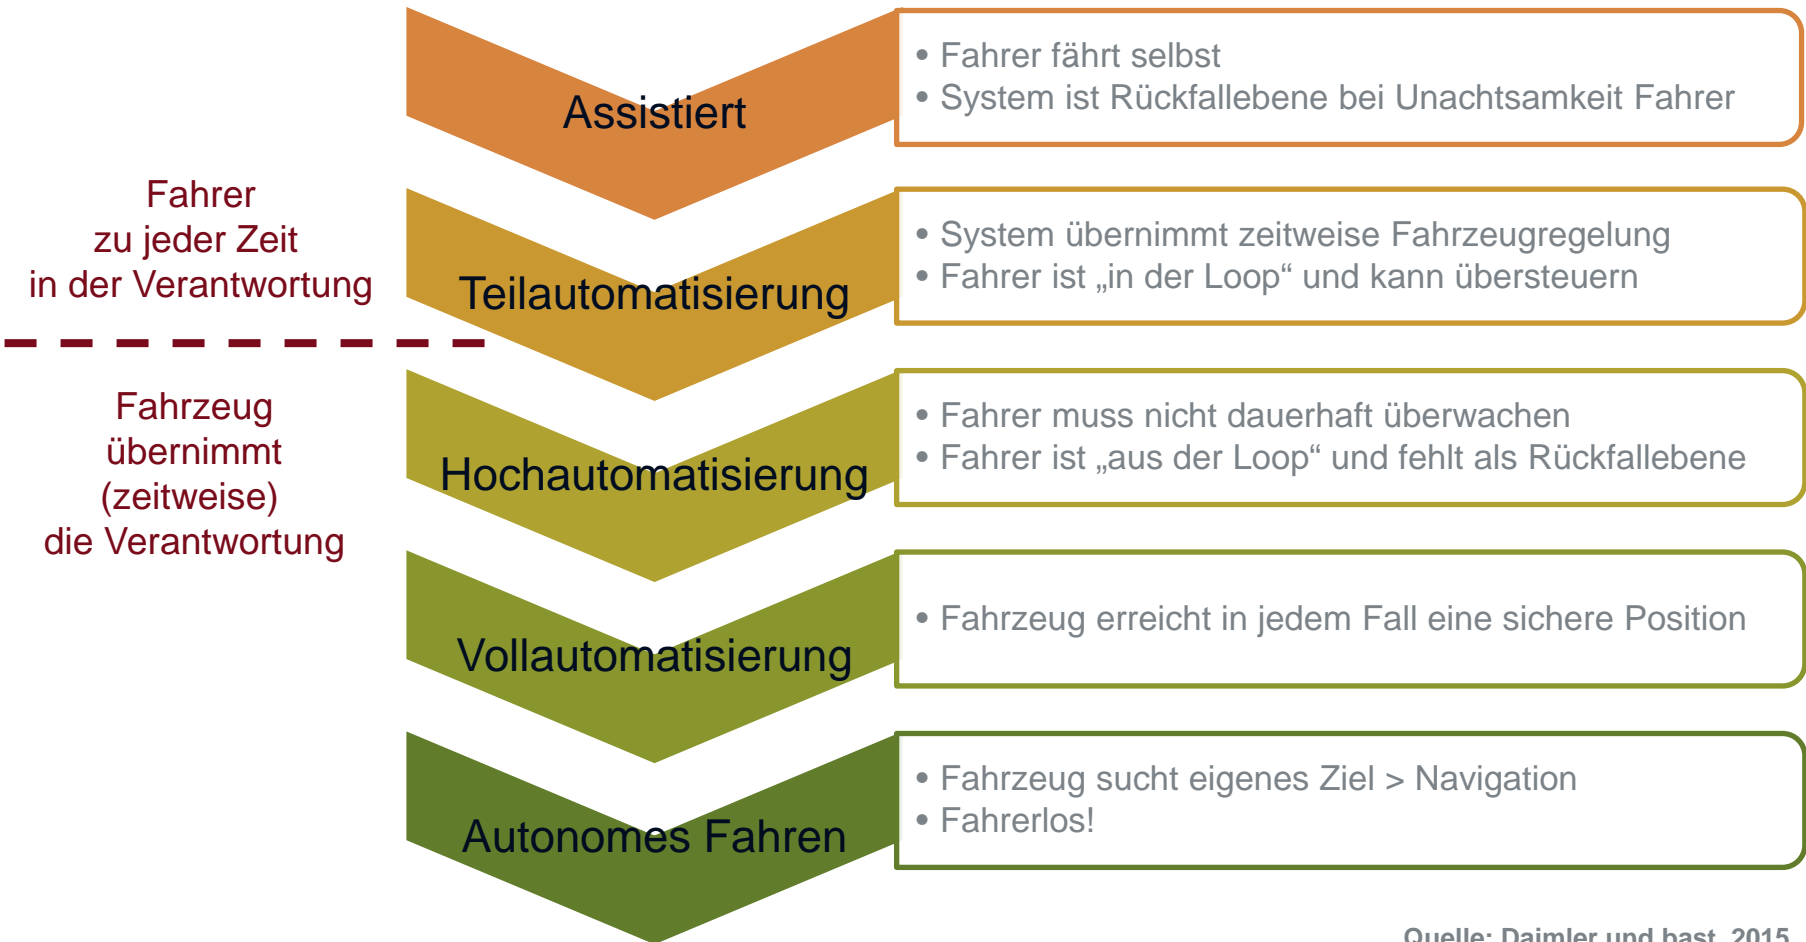 Assistiert
• Fahrer fährt selbst
• System ist Rückfallebene bei Unachtsamkeit Fahrer
Fahrer
zu jeder Zeit
in der Verantwortung
Teilautomatisierung
• System übernimmt zeitweise Fahrzeugregelung
• Fahrer ist „in der Loop“ und kann übersteuern
Fahrzeug
übernimmt
(zeitweise)
die Verantwortung
Hochautomatisierung
• Fahrer muss nicht dauerhaft überwachen
• Fahrer ist „aus der Loop“ und fehlt als Rückfallebene
Vollautomatisierung
• Fahrzeug erreicht in jedem Fall eine sichere Position
Autonomes Fahren
• Fahrzeug sucht eigenes Ziel > Navigation
• Fahrerlos!
Quelle: Daimler und bast, 2015